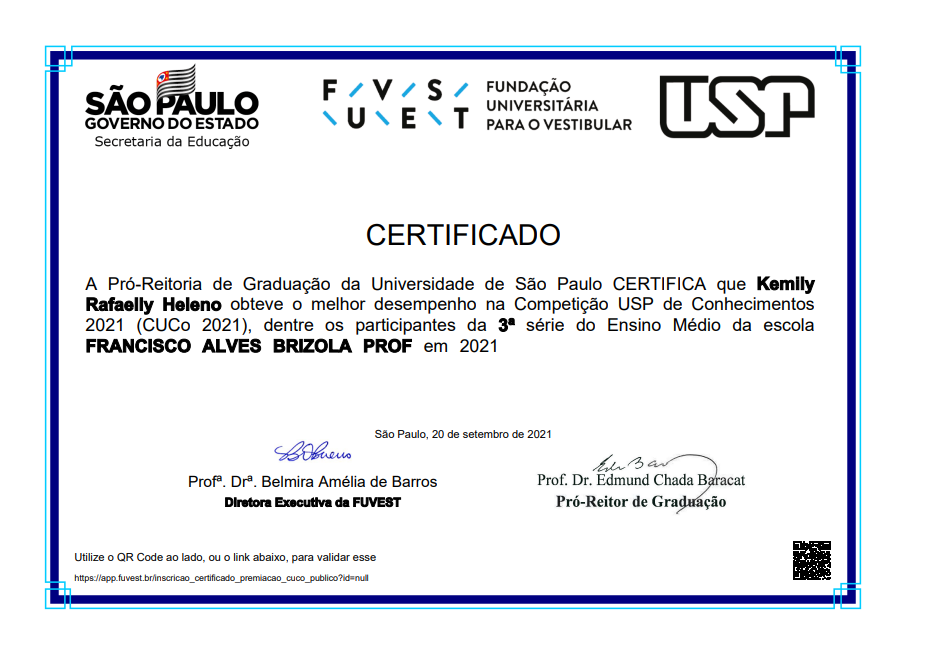 SÃO PAULO
GOVERNO DO ESTADO
Secretaria da Educação
FUVEST
FUNDAÇÃO
UNIVERSITÁRIA
PARA O VESTIBULAR
USP
CERTIFICADO
A Pró-Reitoria de Graduação da Universidade de São Paulo CERTIFICA que Kemily
Rafaelly Heleno obteve o melhor desempenho na Competição USP de Conhecimentos
2021 (CUCo 2021), dentre os participantes da 3ª série do Ensino Médio da escola
FRANCISCO ALVES BRIZOLA PROF em 2021
São Paulo, 20 de setembro de 2021
Profª. Drª. Belmira Amélia de Barros
Diretora Executiva da FUVEST
Prof. Dr. Edmund Chada Baracat
Pró-Reitor de Graduação
Utilize o QR Code ao lado, ou o link abaixo, para validar esse
https://app.fuvest.br/inscricao_certificado_premiacao_cuco_publico?id=null